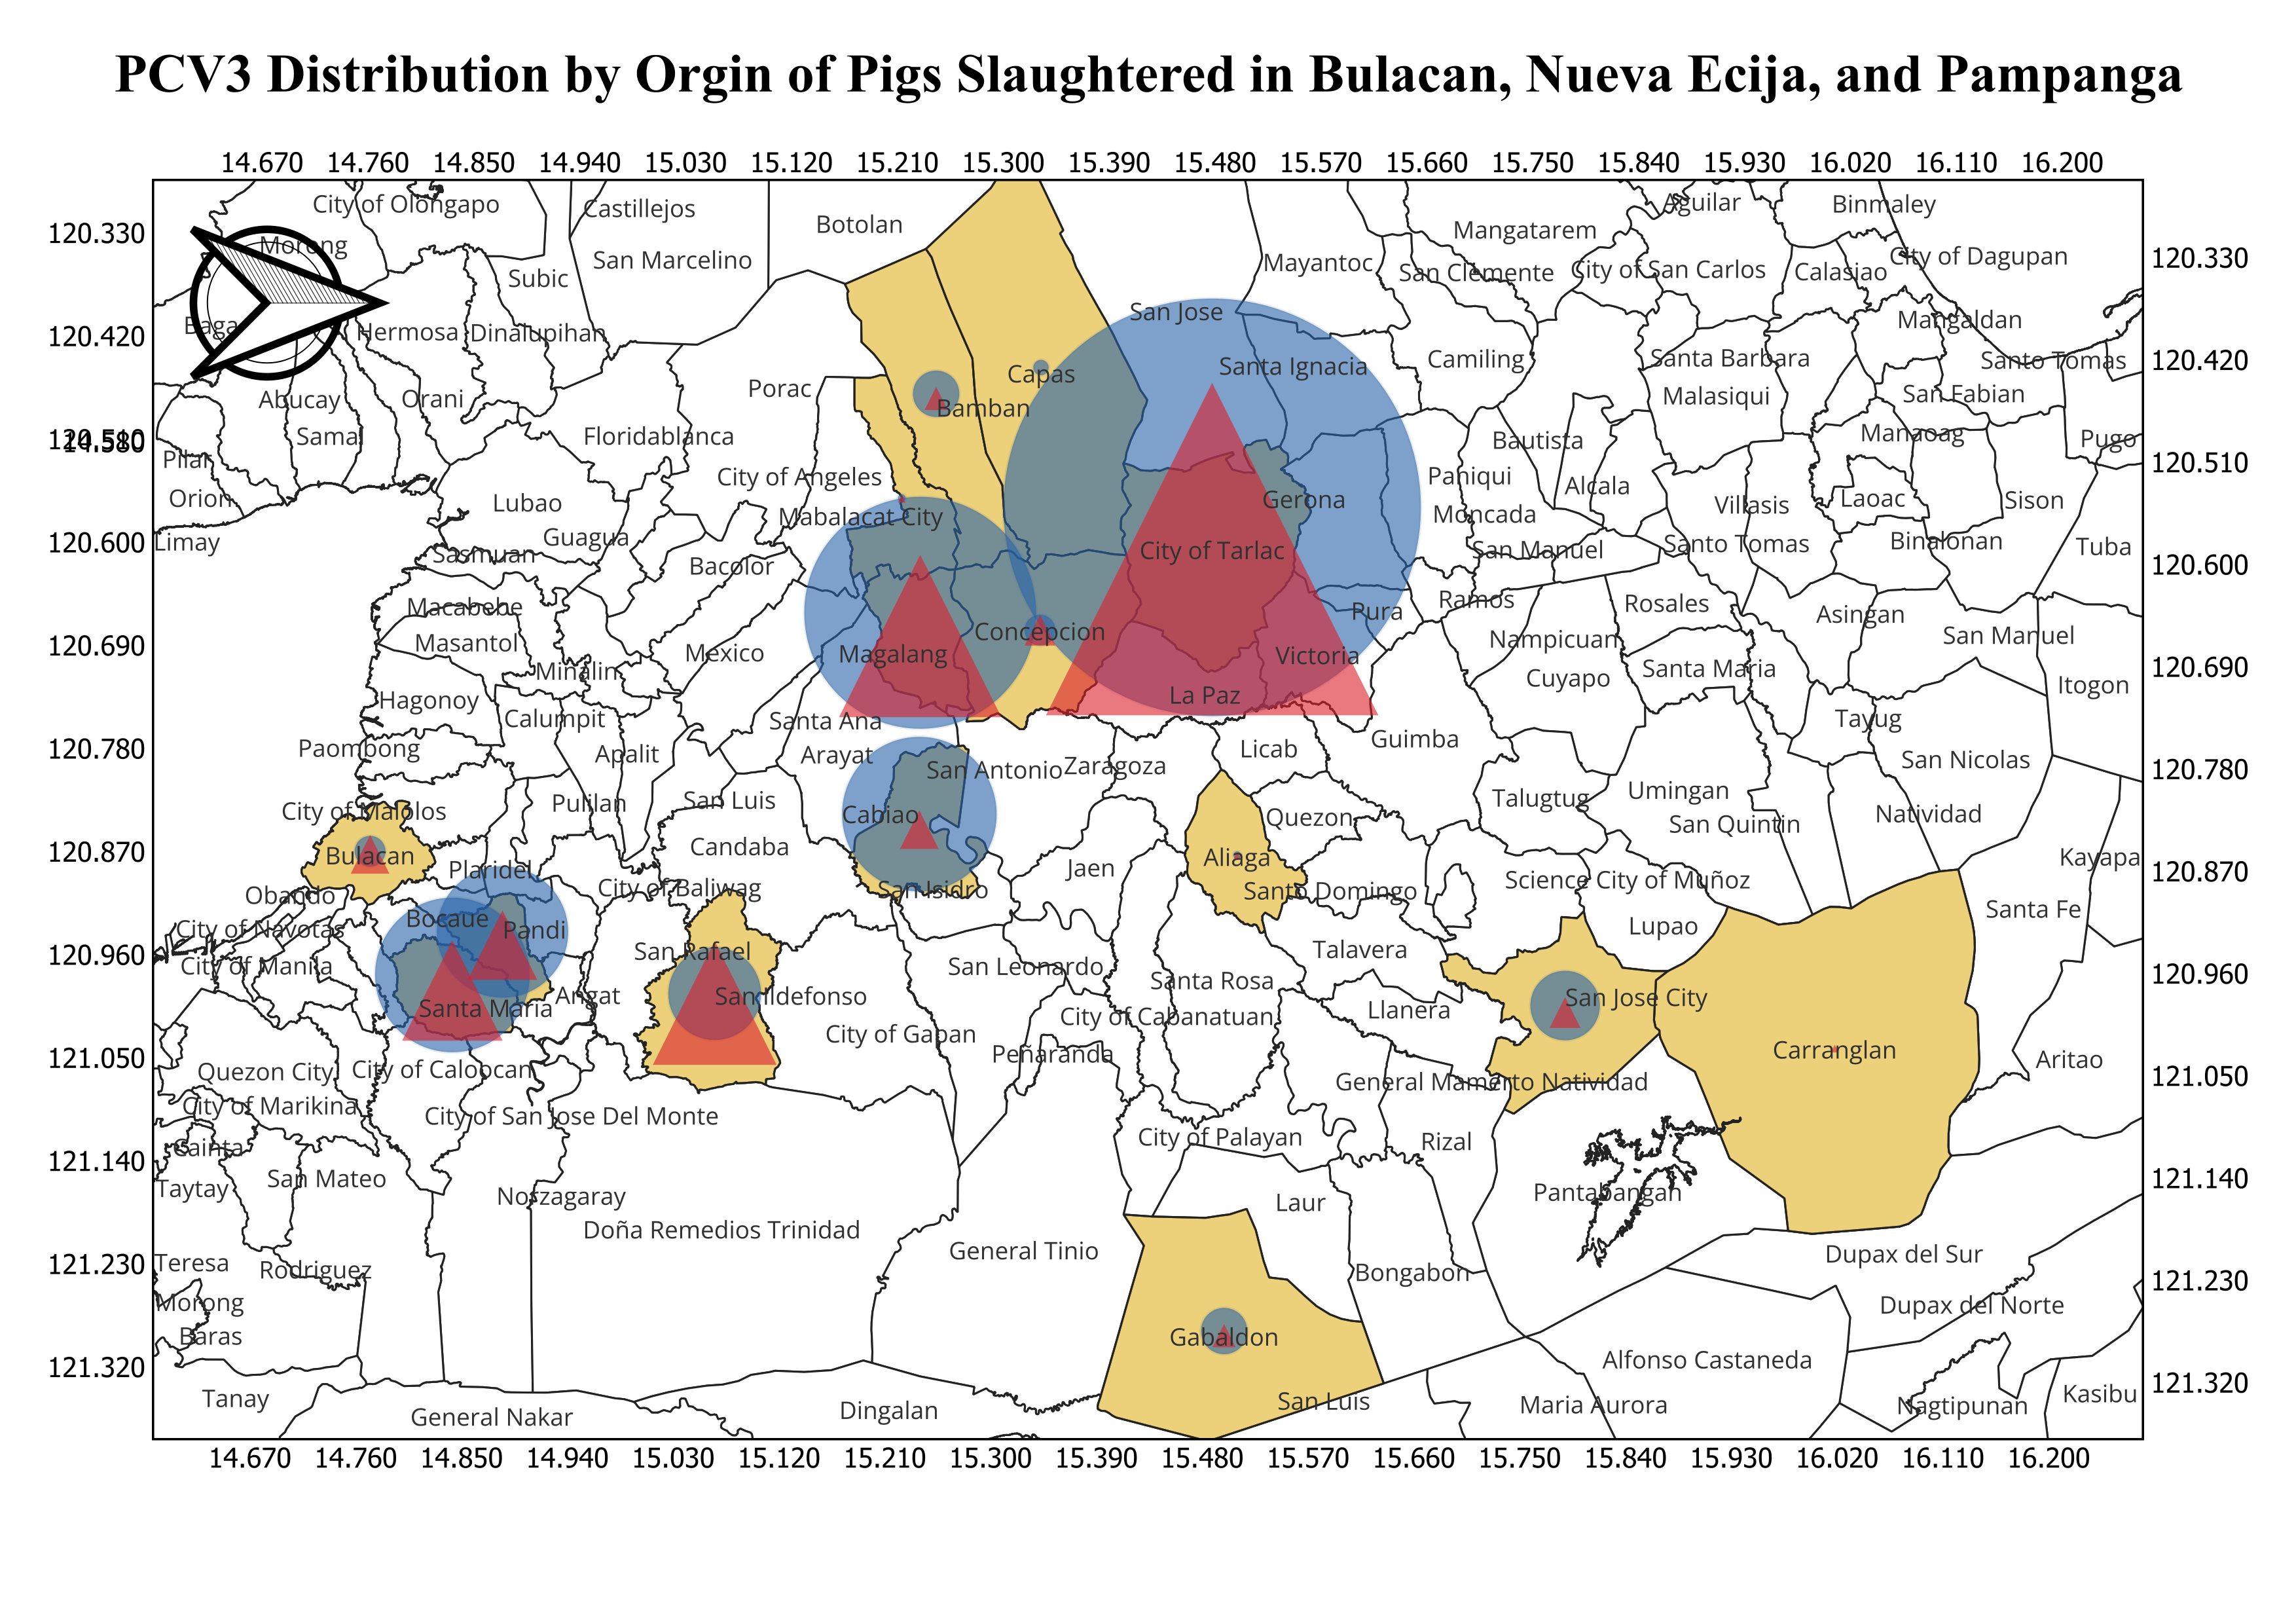 PCV3 Distribution by Orgin of Pigs Slaughtered in Bulacan, Nueva Ecija, and Pampanga
14.670 14.760 14.850 14.940 15.030 15.120 15.210 15.300 15.390 15.480 15.570 15.660 15.750 15.840 15.930 16.020 16.110 16.200
City of Olongapo
Castillejos
Botolan
Aguilar
Binmaley
120.330
Morong
San Marcelino
Subic
Mayantoc
Mangatarem
San Clemente
City of San Carlos
Calasiao
City of Dagupan
120.330
120.420
Baga
Hermosa
Dinalupihan
San Jose
Santa Ignacia
Camiling
Santa Barbara
Mangaldan
Santo Tomas
120.420
Abucay
Orani
Porac
Bamban
Capas
Malasiqui
San Fabian
120.510
14.580
Samal
Floridablanca
Bautista
Manaoag
Pugo
Pilar
Orion
Lubao
City of Angeles
Mabalacat City
Gerona
Paniqui
Alcala
Villasis
Laoac
Sison
120.510
120.600
Limay
Guagua
Sasmuan
Bacolor
City of Tarlac
Moncada
San Manuel
Santo Tomas
Binalonan
Tuba
120.600
Macabebe
Masantol
Minalin
Mexico
Magalang
Concepcion
Pura
Ramos
Rosales
Asingan
120.690
Victoria
Nampicuan
Cuyapo
Santa Maria
San Manuel
Itogon
120.690
Hagonoy
Calumpit
Santa Ana
La Paz
Tayug
120.780
Paombong
Apalit
Arayat
San Antonio
Zaragoza
Licab
Guimba
San Nicolas
120.780
City of Malolos
Pulilan
San Luis
Cabiao
Quezon
Talugtug
Umingan
San Quintin
Natividad
120.870
Bulacan
Plaridel
Candaba
Jaen
Aliaga
Kayapa
120.870
Obando
City of Baliwag
San Isidro
Santo Domingo
Science City of Muñoz
City of Navotas
Bocaue
Pandi
Lupao
Santa Fe
120.960
City of Manila
San Rafael
San Leonardo
Santa Rosa
Talavera
120.960
Santa Maria
Angat
San Ildefonso
City of Gapan
City of Cabanatuan
Llanera
San Jose City
121.050
Quezon City
City of Caloocan
Peñaranda
General Mamerto Natividad
Carranglan
Aritao
121.050
City of Marikina
City of San Jose Del Monte
121.140
Cainta
Taytay
San Mateo
Norzagaray
City of Palayan
Rizal
Laur
Pantabangan
121.140
121.230
Teresa
Rodriguez
Doña Remedios Trinidad
General Tinio
Bongabon
Dupax del Sur
121.230
Morong
Baras
Gabaldon
Dupax del Norte
121.320
Tanay
General Nakar
Dingalan
San Luis
Maria Aurora
Alfonso Castaneda
Nagtipunan
Kasibu
121.320
14.670 14.760 14.850 14.940 15.030 15.120 15.210 15.300 15.390 15.480 15.570 15.660 15.750 15.840 15.930 16.020 16.110 16.200